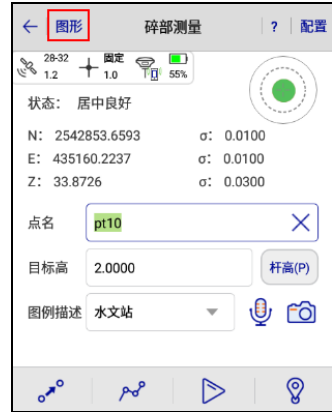 图形 碎部测量 ? 配置
28-32 固定 55%
1.2 1.0
状态： 居中良好
N: 2542853.6593 σ: 0.0100
E: 435160.2237 σ: 0.0100
Z: 33.8726 σ: 0.0300
点名 pt10
目标高 2.0000 杆高(P)
图例描述 水文站